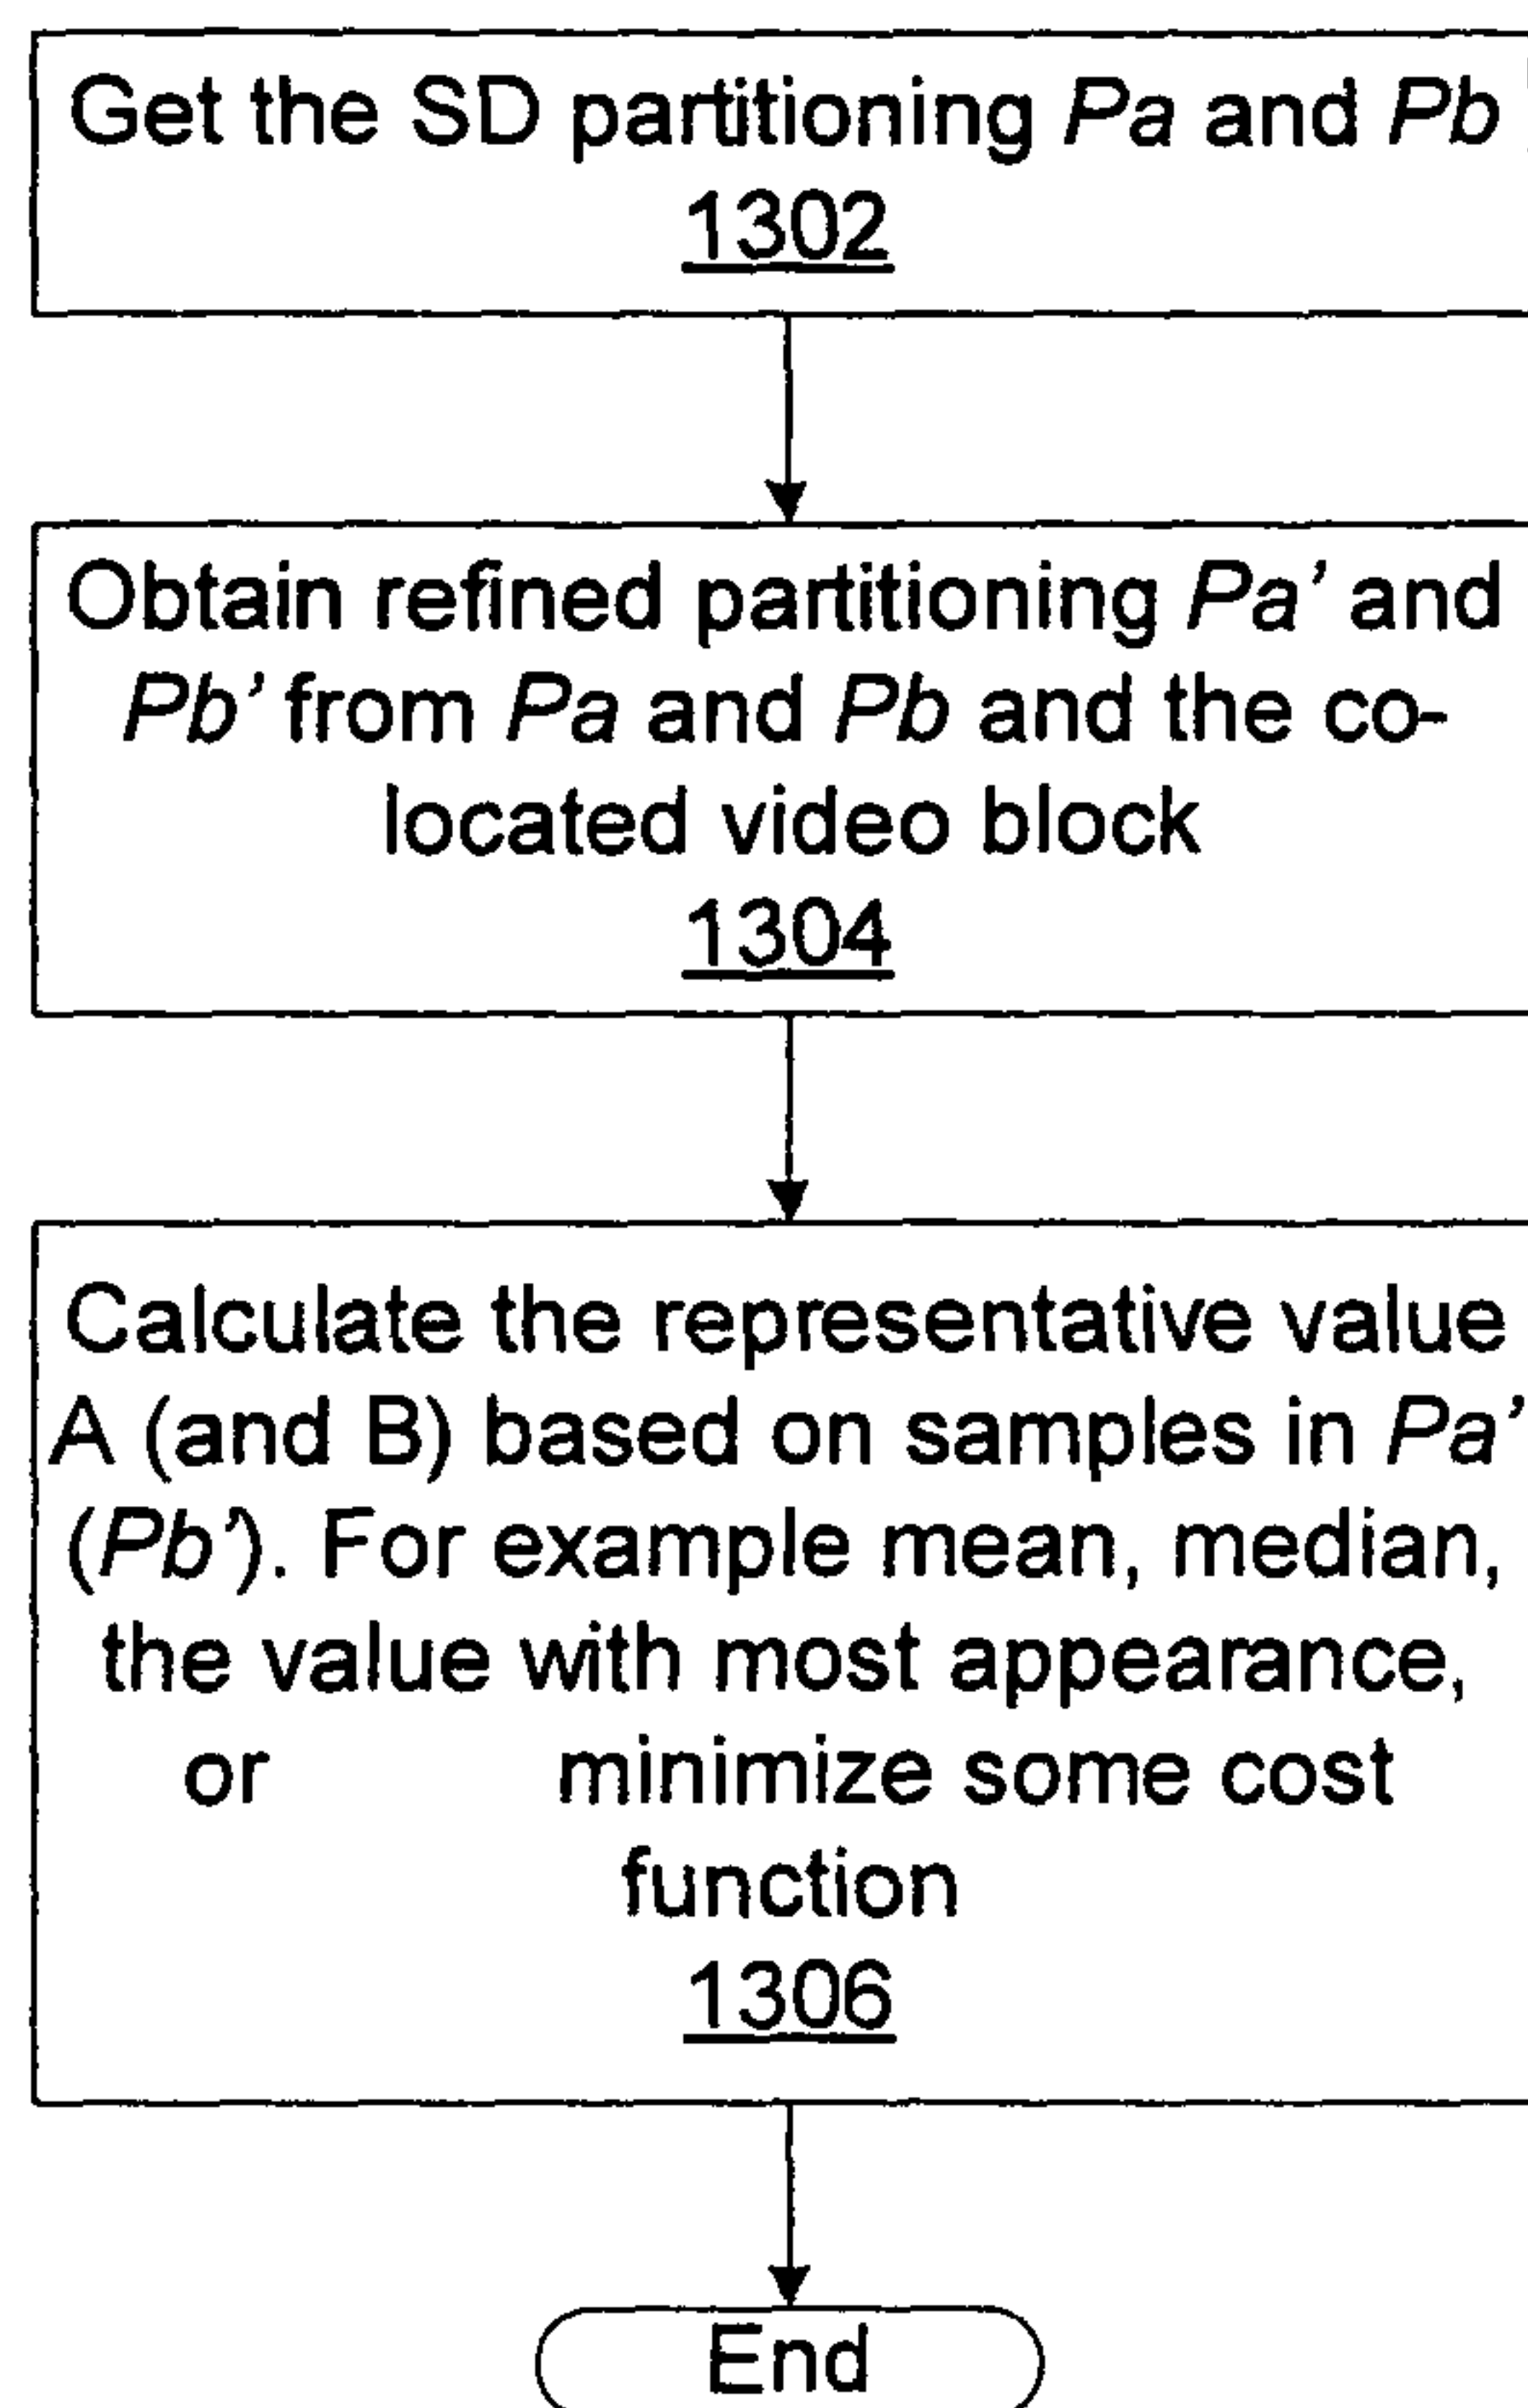 Get the SD partitioning Pa and Pb
1302
Obtain refined partitioning Pa’ and
Pb’ from Pa and Pb and the co-
located video block
1304
Calculate the representative value
A (and B) based on samples in Pa’
(Pb’). For example mean, median,
the value with most appearance,
or minimize some cost
function
1306
End